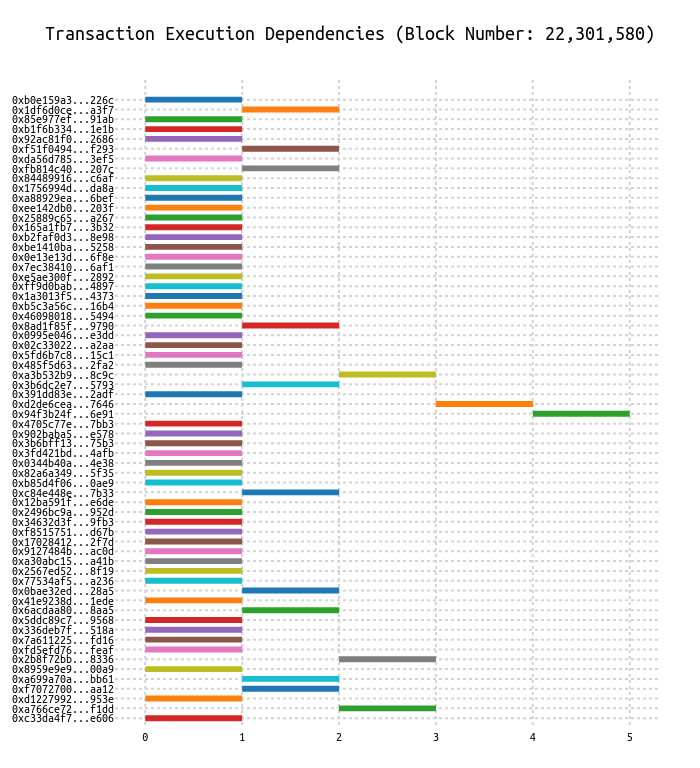 Transaction Execution Dependencies (Block Number: 22,301,580)
0xb0e159a3...226c
0x1df6d0ce...a3f7
0x85e977ef...91ab
0xb1f6b334...1e1b
0x92ac81f0...2686
0xf51f0494...f293
0xda56d785...3ef5
0xfb814c40...207c
0x84489916...c6af
0x1756994d...da8a
0xa88929ea...6bef
0xee142db0...203f
0x25889c65...a267
0x165a1fb7...3b32
0xb2faf0d3...8e98
0xbe1410ba...5258
0x0e13e13d...6f8e
0x7ec38410...6af1
0xe5ae300f...2892
0xff9d0bab...4897
0x1a3013f5...4373
0xb5c3a56c...16b4
0x46098018...5494
0x8ad1f85f...9790
0x0995e046...e3dd
0x02c33022...a2aa
0x5fd6b7c8...15c1
0x485f5d63...2fa2
0xa3b532b9...8c9c
0x3b6dc2e7...5793
0x391dd83e...2adf
0xd2de6cea...7646
0x94f3b24f...6e91
0x4705c77e...7bb3
0x902baba5...e578
0x3b6bff13...75b3
0x3fd421bd...4afb
0x0344b40a...4e38
0x82a6a349...5f35
0xb85d4f06...0ae9
0xc84e448e...7b33
0x12ba591f...e6de
0x2496bc9a...952d
0x34632d3f...9fb3
0xf8515751...d67b
0x17028412...2f7d
0x9127484b...ac0d
0xa30abc15...a41b
0x2567ed52...8f19
0x77534af5...a236
0x0bae32ed...28a5
0x41e9238d...1ede
0x6acdaa80...8aa5
0x5ddc89c7...9568
0x336deb7f...518a
0x7a611225...fd16
0xfd5efd76...feaf
0x2b8f72bb...8336
0x8959e9e9...00a9
0xa699a70a...bb61
0xf7072700...aa12
0xd1227992...953e
0xa766ce72...f1dd
0xc33da4f7...e606
0 1 2 3 4 5